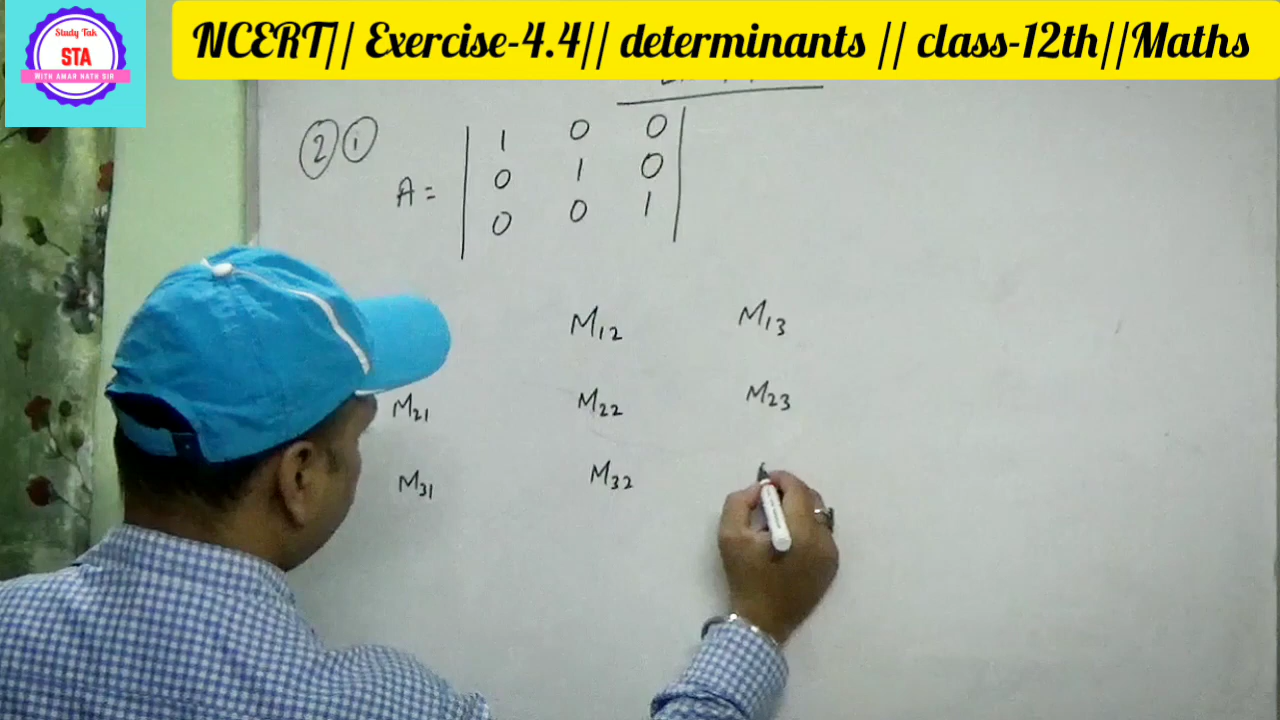 Study Tak
STA
WITH AMAR NATH SIR
NCERT// Exercise-4.4// determinants // class-12th//Maths
2 1
A = | 1 0 0 |
| 0 1 0 |
| 0 0 1 |
M12 M13
M21 M22 M23
M31 M32